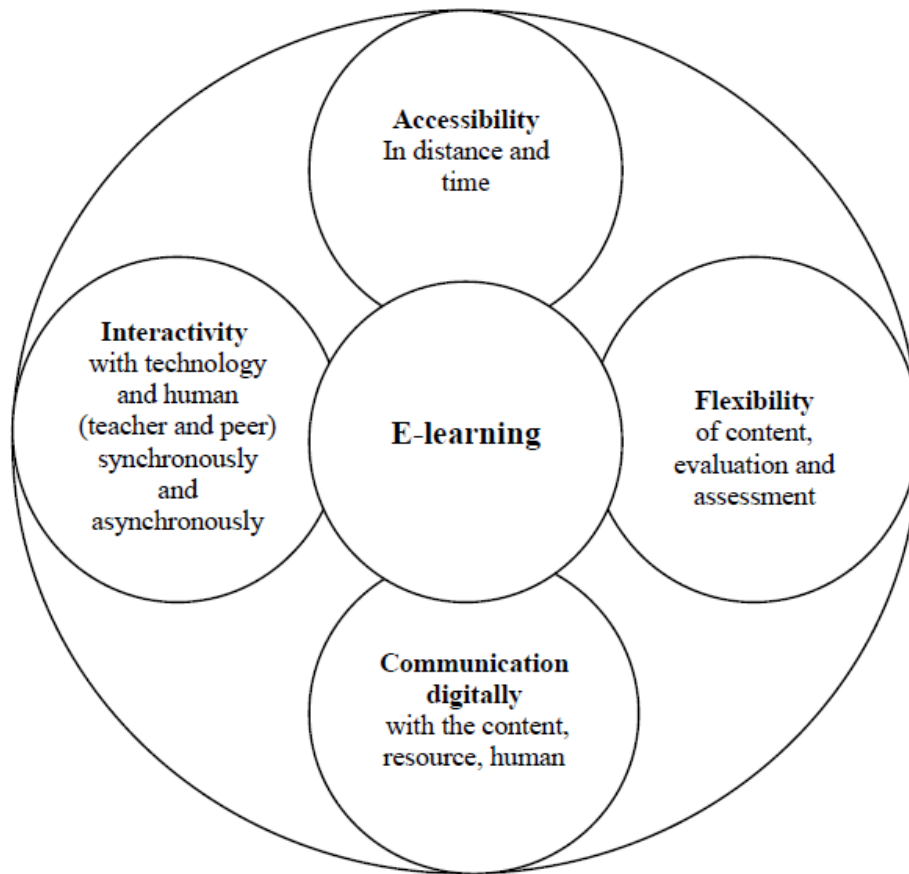 Accessibility
In distance and
time
Interactivity
with technology
and human
(teacher and peer)
synchronously
and
asynchronously
E-learning
Flexibility
of content,
evaluation and
assessment
Communication
digitally
with the content,
resource, human